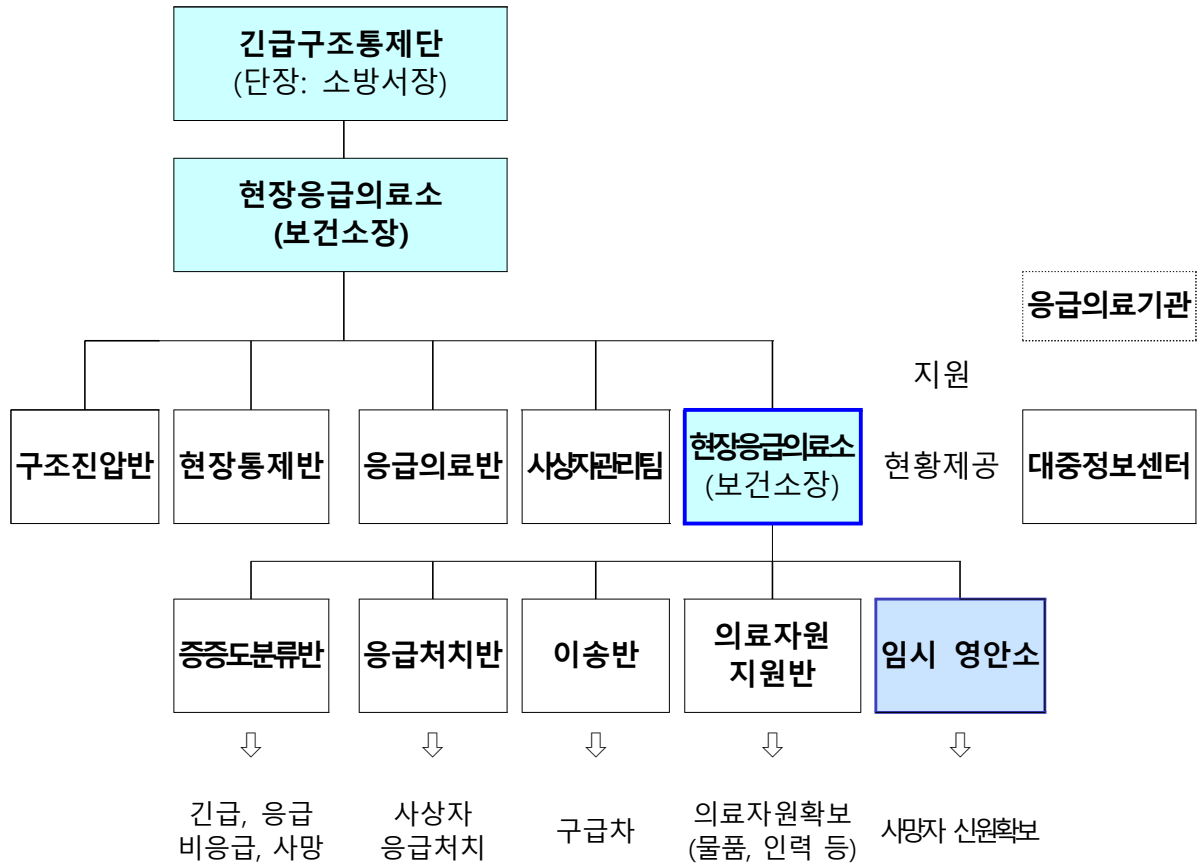 긴급구조통제단
(단장: 소방서장)
현장응급의료소
(보건소장)
응급의료기관
지원
구조진압반
현장통제반
응급의료반
사상자관리팀
현장응급의료소
(보건소장)
현황제공
대중정보센터
증증도분류반
응급처치반
이송반
의료자원
지원반
임시 영안소
⇩ ⇩ ⇩ ⇩ ⇩
긴급, 응급
비응급, 사망
사상자
응급처치
구급차
의료자원확보
(물품, 인력 등)
사망자 신원확보